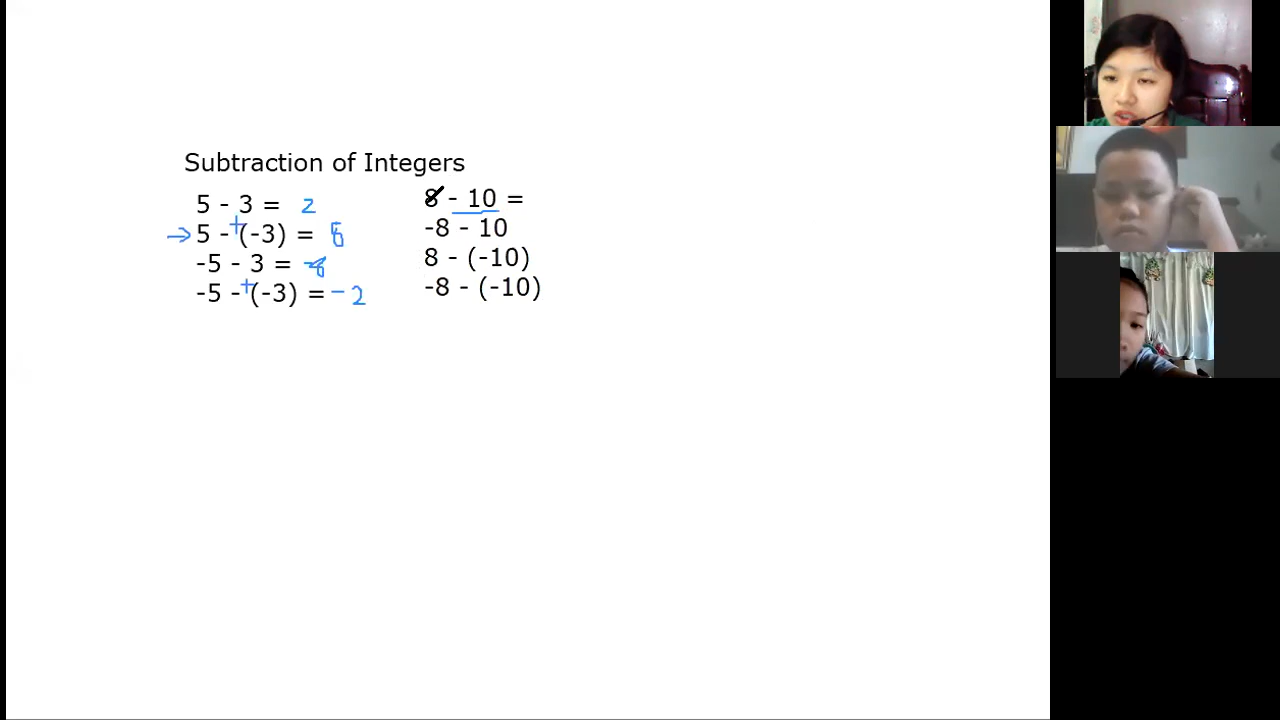 Subtraction of Integers
5 - 3 = 2
→ 5 - + (-3) = 8
-5 - 3 = -8
-5 - + (-3) = -2
8 - 10 =
-8 - 10
8 - (-10)
-8 - (-10)